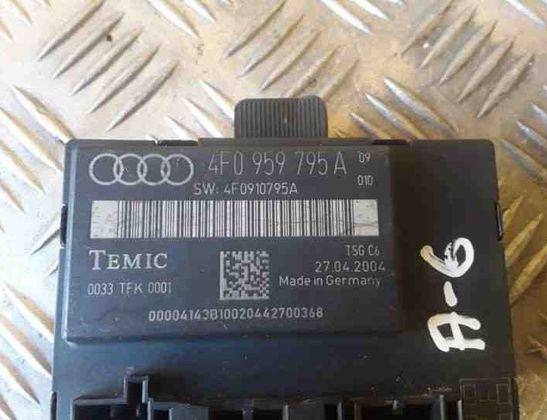 4F0 959 795 A 09
SW: 4F0910795A 010
TEMIC TSG C6
27.04.2004
0033 TFK 0001 Made in Germany
00004143B10020442700368
A-6